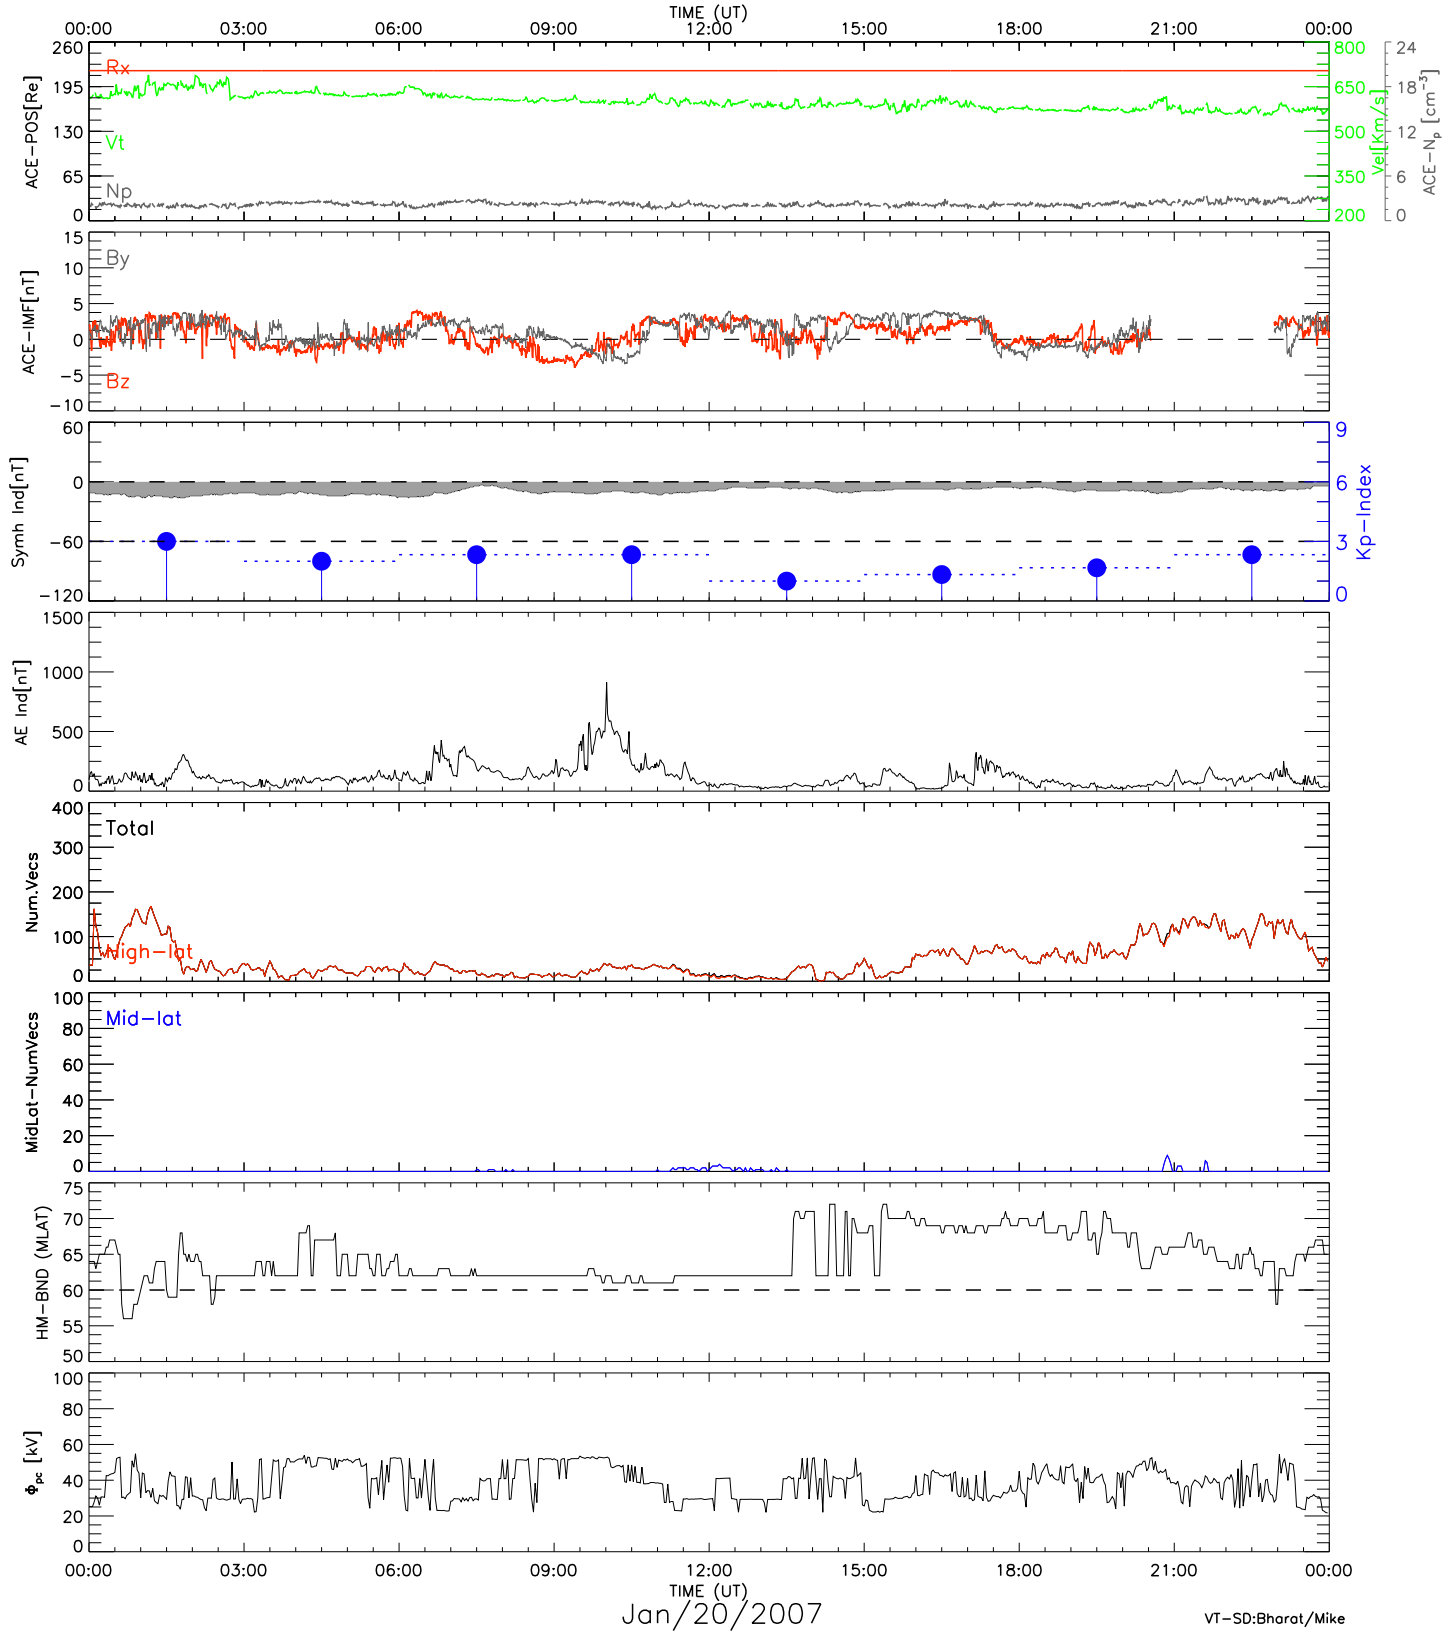 TIME (UT)
00:00 03:00 06:00 09:00 12:00 15:00 18:00 21:00 00:00
260
195
130
65
0
ACE-POS[Re]
Rx
Vt
Np
800
650
500
350
200
Vel[Km/s]
24
18
12
6
0
ACE-Np [cm⁻³]
15
10
5
0
-5
-10
ACE-IMF[nT]
By
Bz
60
0
-60
-120
Symh Ind[nT]
9
6
3
0
Kp-Index
1500
1000
500
0
AE Ind[nT]
400
300
200
100
0
Num.Vecs
Total
High-lat
100
80
60
40
20
0
MidLat-NumVecs
Mid-lat
75
70
65
60
55
50
HM-BND (MLAT)
100
80
60
40
20
0
Φpc [kV]
00:00 03:00 06:00 09:00 12:00 15:00 18:00 21:00 00:00
TIME (UT)
Jan/20/2007
VT-SD:Bharat/Mike